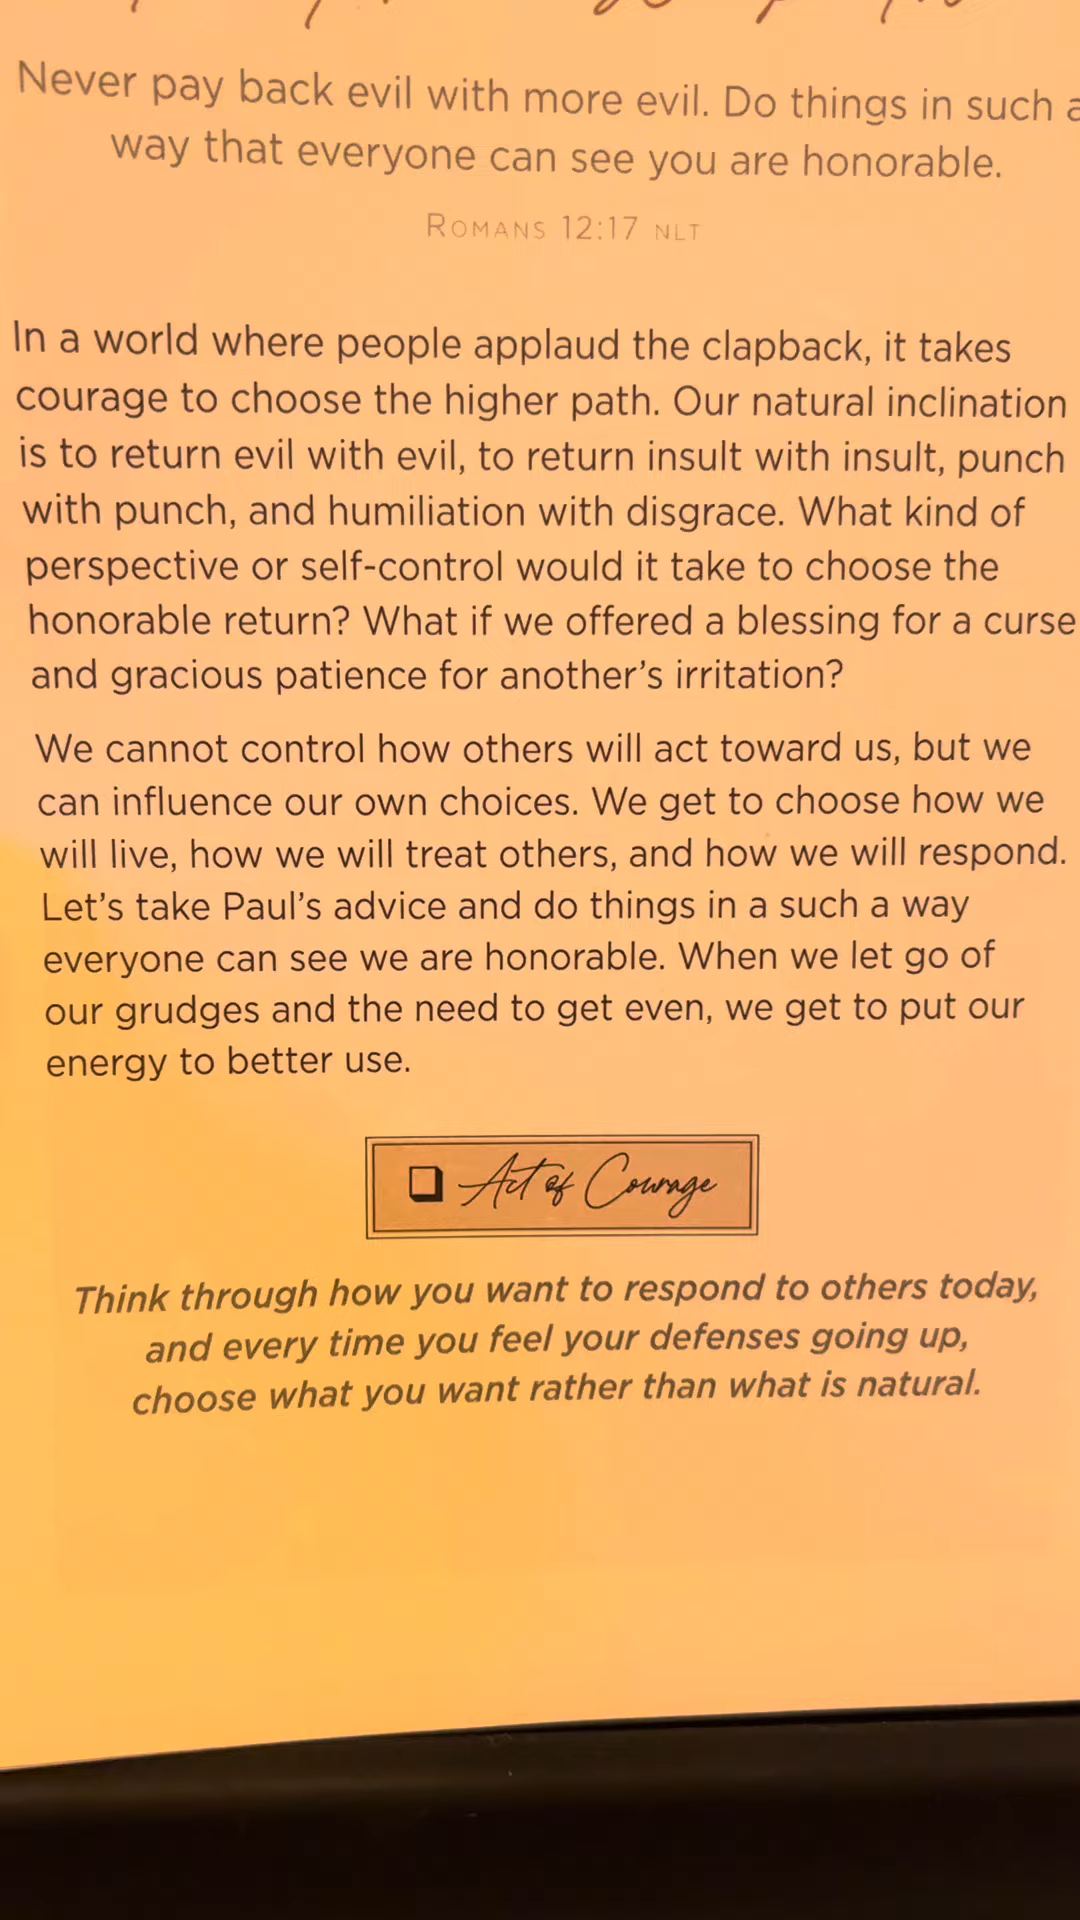 Never pay back evil with more evil. Do things in such a
way that everyone can see you are honorable.
ROMANS 12:17 NLT
In a world where people applaud the clapback, it takes
courage to choose the higher path. Our natural inclination
is to return evil with evil, to return insult with insult, punch
with punch, and humiliation with disgrace. What kind of
perspective or self-control would it take to choose the
honorable return? What if we offered a blessing for a curse
and gracious patience for another's irritation?
We cannot control how others will act toward us, but we
can influence our own choices. We get to choose how we
will live, how we will treat others, and how we will respond.
Let's take Paul's advice and do things in a such a way
everyone can see we are honorable. When we let go of
our grudges and the need to get even, we get to put our
energy to better use.
Act of Courage
Think through how you want to respond to others today,
and every time you feel your defenses going up,
choose what you want rather than what is natural.